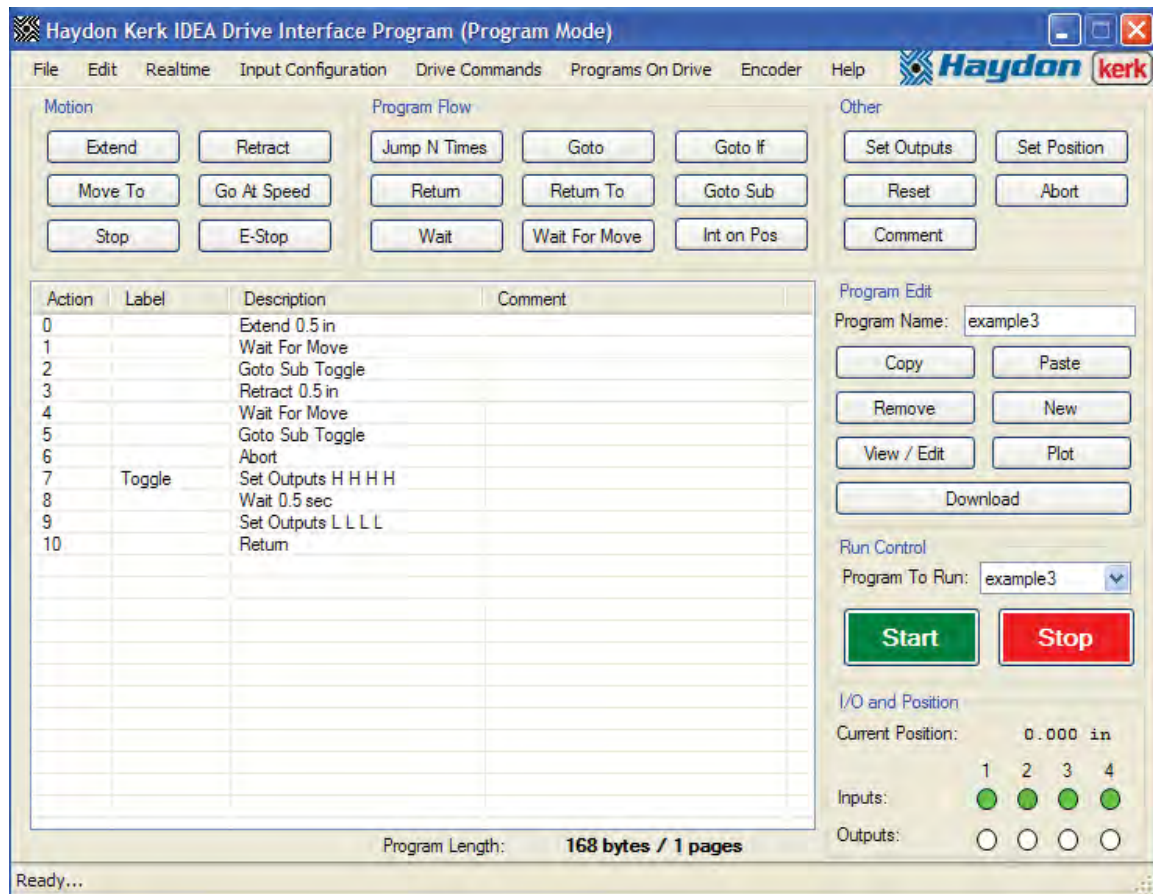 Haydon Kerk IDEA Drive Interface Program (Program Mode)
File Edit Realtime Input Configuration Drive Commands Programs On Drive Encoder Help Haydon kerk
Motion Program Flow Other
Extend Retract Jump N Times Goto Goto If Set Outputs Set Position
Move To Go At Speed Return Return To Goto Sub Reset Abort
Stop E-Stop Wait Wait For Move Int on Pos Comment
Action Label Description Comment
0 Extend 0.5 in
1 Wait For Move
2 Goto Sub Toggle
3 Retract 0.5 in
4 Wait For Move
5 Goto Sub Toggle
6 Abort
7 Toggle Set Outputs H H H H
8 Wait 0.5 sec
9 Set Outputs L L L L
10 Return
Program Length: 168 bytes / 1 pages
Program Edit
Program Name: example3
Copy Paste
Remove New
View / Edit Plot
Download
Run Control
Program To Run: example3
Start Stop
I/O and Position
Current Position: 0.000 in
1 2 3 4
Inputs:
Outputs:
Ready...